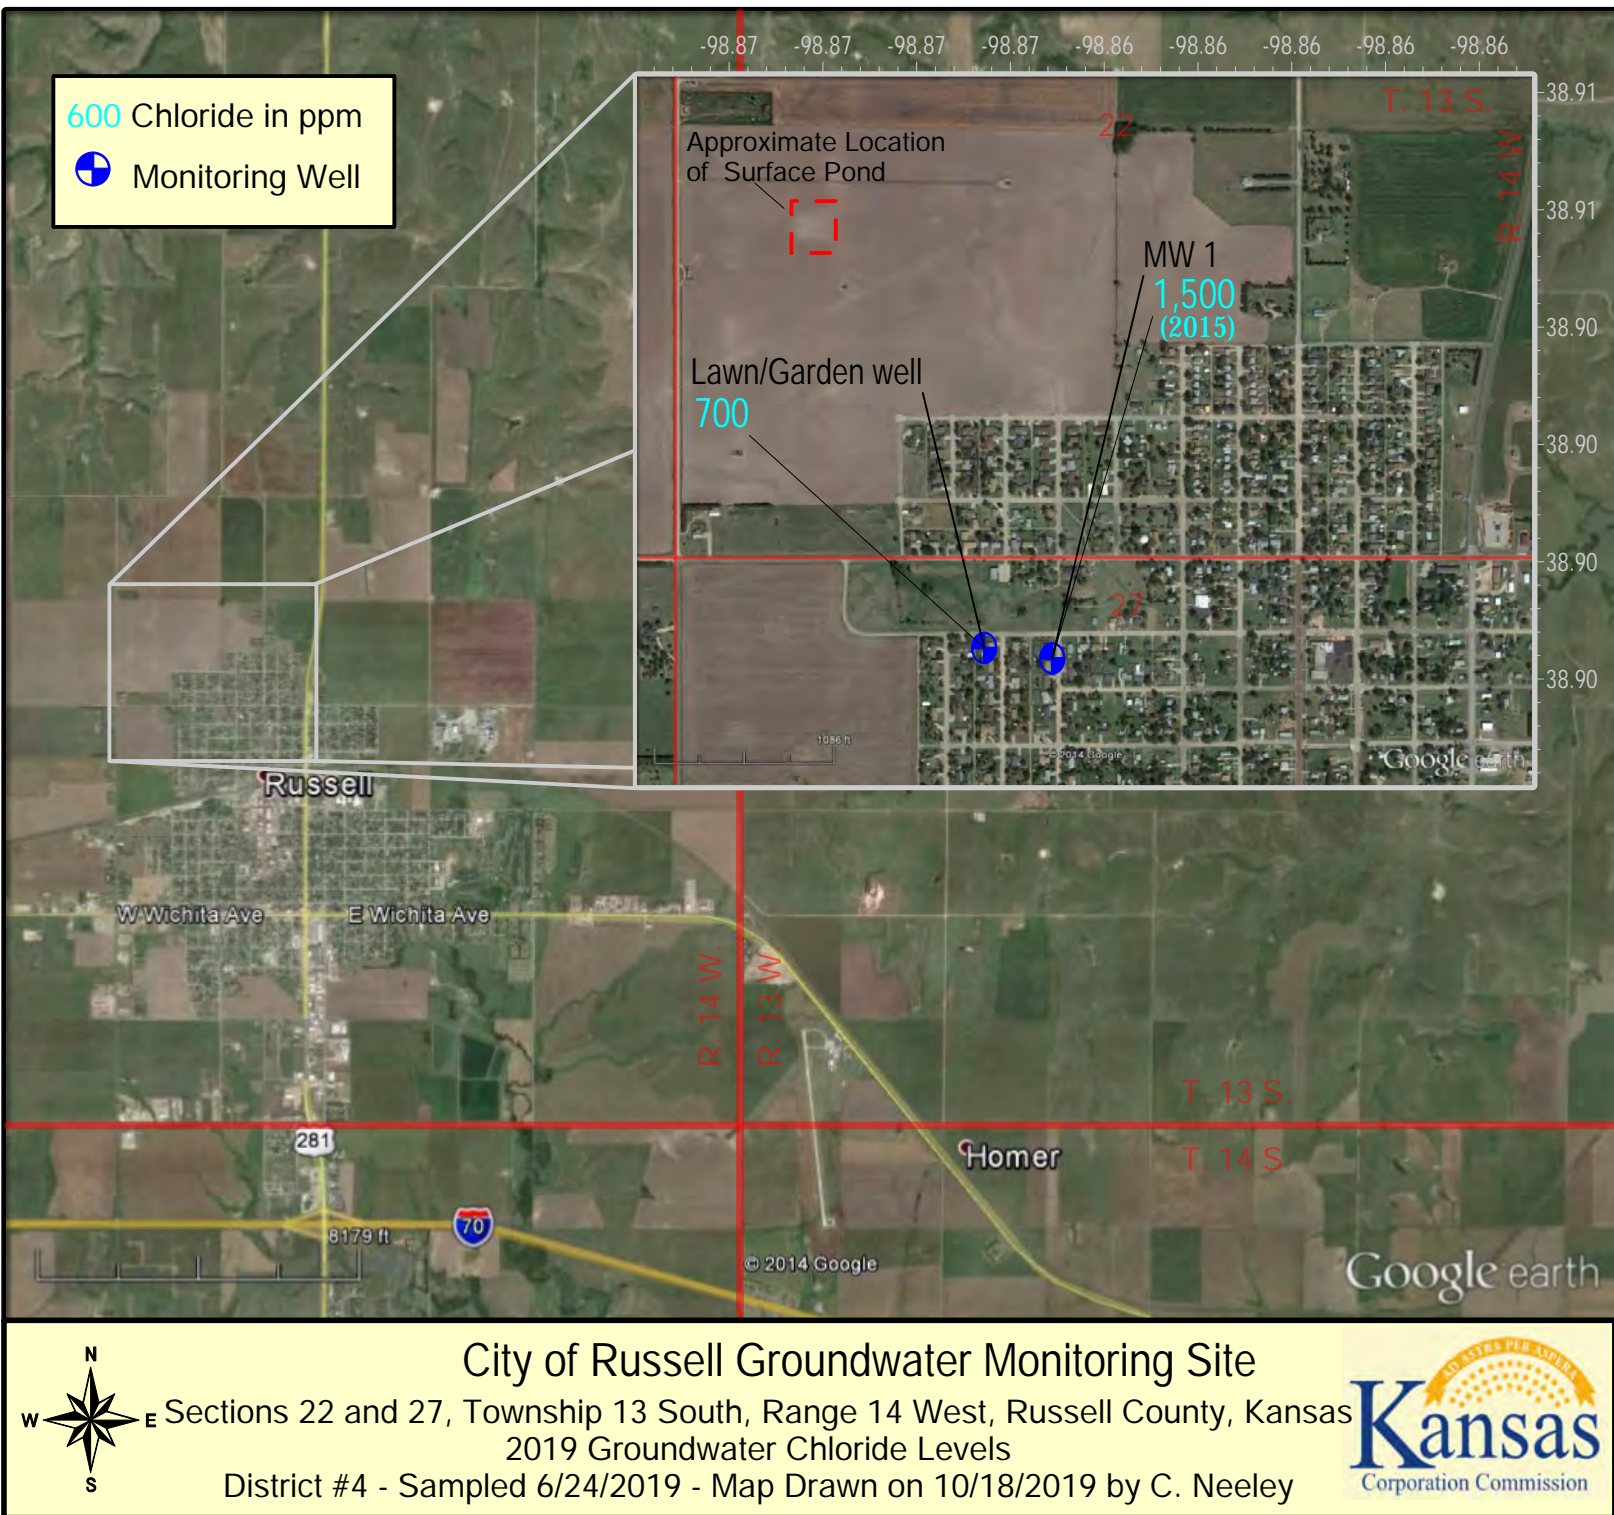 600 Chloride in ppm
Monitoring Well
-98.87 -98.87 -98.87 -98.87 -98.86 -98.86 -98.86 -98.86 -98.86
38.91
38.91
38.90
38.90
38.90
38.90
T. 13 S.
R. 14 W.
22
Approximate Location
of Surface Pond
MW 1
1,500
(2015)
Lawn/Garden well
700
27
1086 ft
© 2014 Google
Google earth
Russell
W Wichita Ave
E Wichita Ave
R. 14 W.
R. 13 W.
T. 13 S.
T. 14 S.
281
Homer
70
8179 ft
© 2014 Google
Google earth
N
W
E
S
City of Russell Groundwater Monitoring Site
Sections 22 and 27, Township 13 South, Range 14 West, Russell County, Kansas
2019 Groundwater Chloride Levels
District #4 - Sampled 6/24/2019 - Map Drawn on 10/18/2019 by C. Neeley
AD ASTRA PER ASPERA
Kansas
Corporation Commission